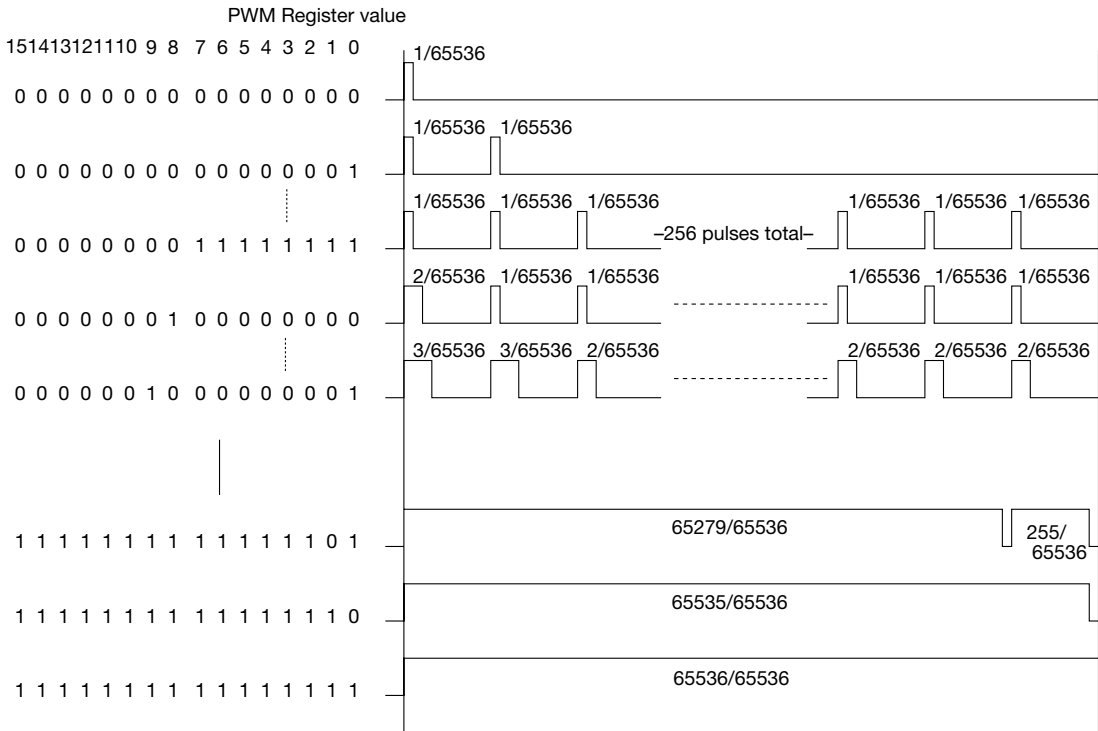 PWM Register value
15 14 13 12 11 10 9 8 7 6 5 4 3 2 1 0
1/65536
0 0 0 0 0 0 0 0 0 0 0 0 0 0 0 0
1/65536 1/65536
0 0 0 0 0 0 0 0 0 0 0 0 0 0 0 1
1/65536 1/65536 1/65536 1/65536 1/65536 1/65536
0 0 0 0 0 0 0 0 1 1 1 1 1 1 1 1 –256 pulses total–
2/65536 1/65536 1/65536 1/65536 1/65536 1/65536
0 0 0 0 0 0 0 1 0 0 0 0 0 0 0 0
3/65536 3/65536 2/65536 2/65536 2/65536 2/65536
0 0 0 0 0 0 1 0 0 0 0 0 0 0 0 1
1 1 1 1 1 1 1 1 1 1 1 1 1 1 0 1 65279/65536 255/
65536
1 1 1 1 1 1 1 1 1 1 1 1 1 1 1 0 65535/65536
1 1 1 1 1 1 1 1 1 1 1 1 1 1 1 1 65536/65536